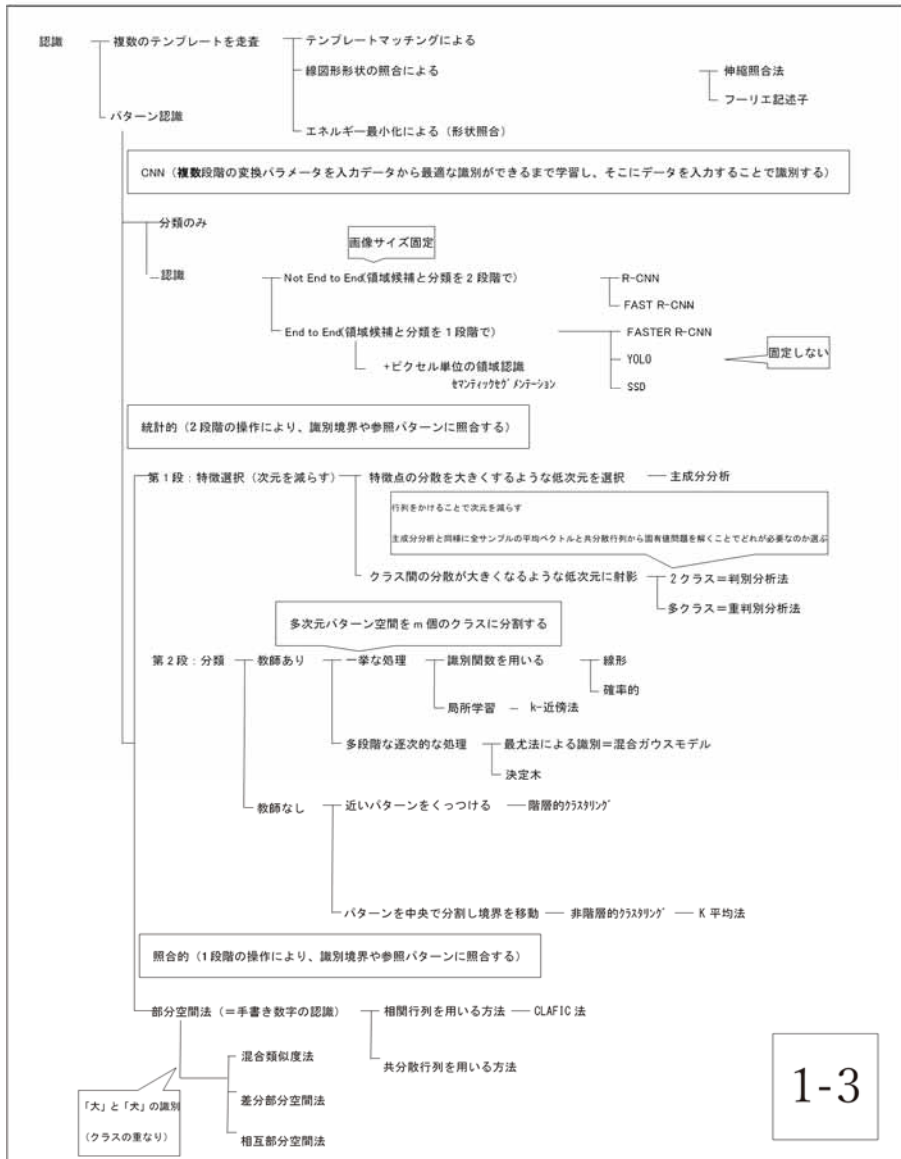 認識
複数のテンプレートを走査
テンプレートマッチングによる
線図形形状の照合による
伸縮照合法
フーリエ記述子
エネルギー最小化による（形状照合）
パターン認識
CNN（複数段階の変換パラメータを入力データから最適な識別ができるまで学習し、そこにデータを入力することで識別する）
分類のみ
認識
画像サイズ固定
Not End to End(領域候補と分類を2段階で)
R-CNN
FAST R-CNN
End to End(領域候補と分類を1段階で)
FASTER R-CNN
YOLO
固定しない
SSD
+ピクセル単位の領域認識
ｾﾏﾝﾃｨｯｸｾｸﾞﾒﾝﾃｰｼｮﾝ
統計的（2段階の操作により、識別境界や参照パターンに照合する）
第1段：特徴選択（次元を減らす）
特徴点の分散を大きくするような低次元を選択
主成分分析
行列をかけることで次元を減らす
主成分分析と同様に全サンプルの平均ベクトルと共分散行列から固有値問題を解くことでどれが必要なのか選ぶ
クラス間の分散が大きくなるような低次元に射影
2クラス＝判別分析法
多クラス＝重判別分析法
多次元パターン空間をm個のクラスに分割する
第2段：分類
教師あり
一挙な処理
識別関数を用いる
線形
確率的
局所学習
k-近傍法
多段階な逐次的な処理
最尤法による識別＝混合ガウスモデル
決定木
教師なし
近いパターンをくっつける
階層的ｸﾗｽﾀﾘﾝｸﾞ
パターンを中央で分割し境界を移動
非階層的ｸﾗｽﾀﾘﾝｸﾞ
K平均法
照合的（1段階の操作により、識別境界や参照パターンに照合する）
部分空間法（＝手書き数字の認識）
相関行列を用いる方法
CLAFIC法
共分散行列を用いる方法
混合類似度法
差分部分空間法
相互部分空間法
「大」と「犬」の識別
（クラスの重なり）
1-3